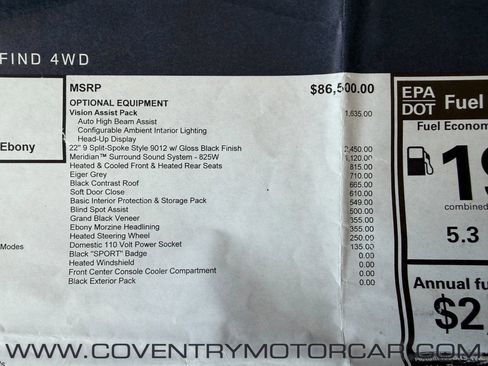 FIND 4WD
MSRP $86,500.00
OPTIONAL EQUIPMENT
Vision Assist Pack 1,635.00
Auto High Beam Assist
Configurable Ambient Interior Lighting
Head-Up Display
22" 9 Split-Spoke Style 9012 w/ Gloss Black Finish 2,450.00
Meridian™ Surround Sound System - 825W 1,120.00
Heated & Cooled Front & Heated Rear Seats 815.00
Eiger Grey 710.00
Black Contrast Roof 665.00
Soft Door Close 610.00
Basic Interior Protection & Storage Pack 549.00
Blind Spot Assist 500.00
Grand Black Veneer 355.00
Ebony Morzine Headlining 355.00
Heated Steering Wheel 250.00
Domestic 110 Volt Power Socket 135.00
Black "SPORT" Badge 0.00
Heated Windshield 0.00
Front Center Console Cooler Compartment 0.00
Black Exterior Pack 0.00
Ebony
Modes
EPA
DOT
Fuel
Fuel Econom
19
combined
5.3
Annual fu
$2,
WWW.COVENTRYMOTORCAR.COM